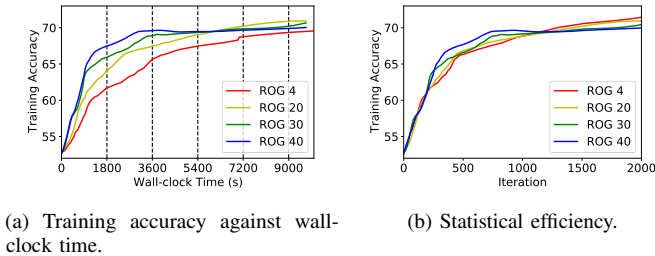 Training Accuracy
70
65
60
55
0 1800 3600 5400 7200 9000
Wall-clock Time (s)
ROG 4
ROG 20
ROG 30
ROG 40
Training Accuracy
70
65
60
55
0 500 1000 1500 2000
Iteration
ROG 4
ROG 20
ROG 30
ROG 40
(a) Training accuracy against wall-
clock time.
(b) Statistical efficiency.